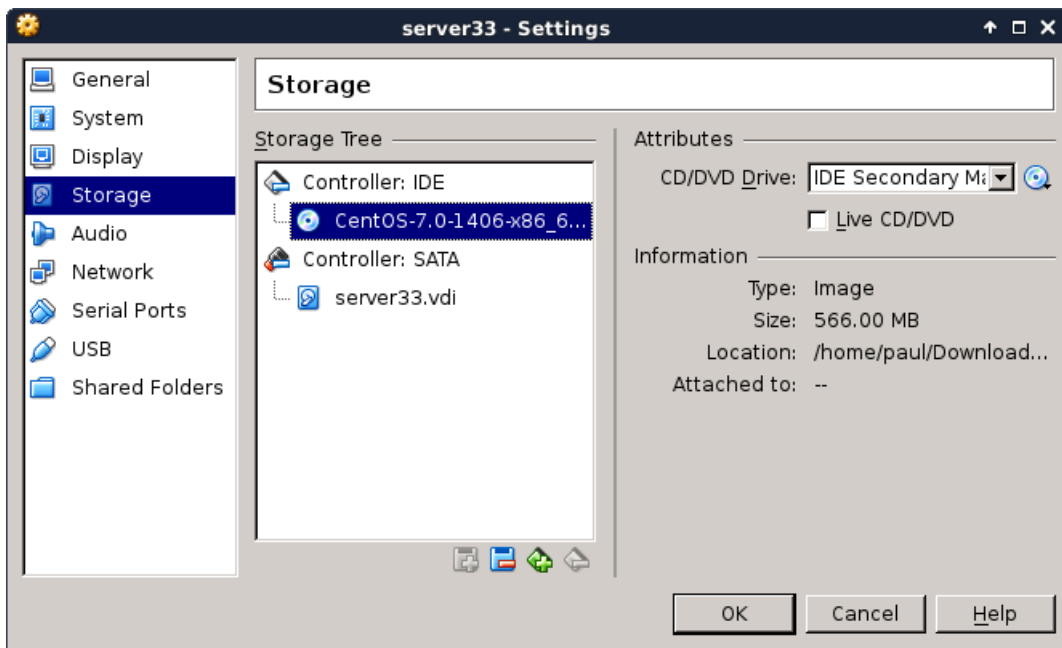 server33 - Settings
General
System
Display
Storage
Audio
Network
Serial Ports
USB
Shared Folders
Storage
Storage Tree
Controller: IDE
CentOS-7.0-1406-x86_6...
Controller: SATA
server33.vdi
Attributes
CD/DVD Drive: IDE Secondary Ma
Live CD/DVD
Information
Type: Image
Size: 566.00 MB
Location: /home/paul/Download...
Attached to: --
OK Cancel Help